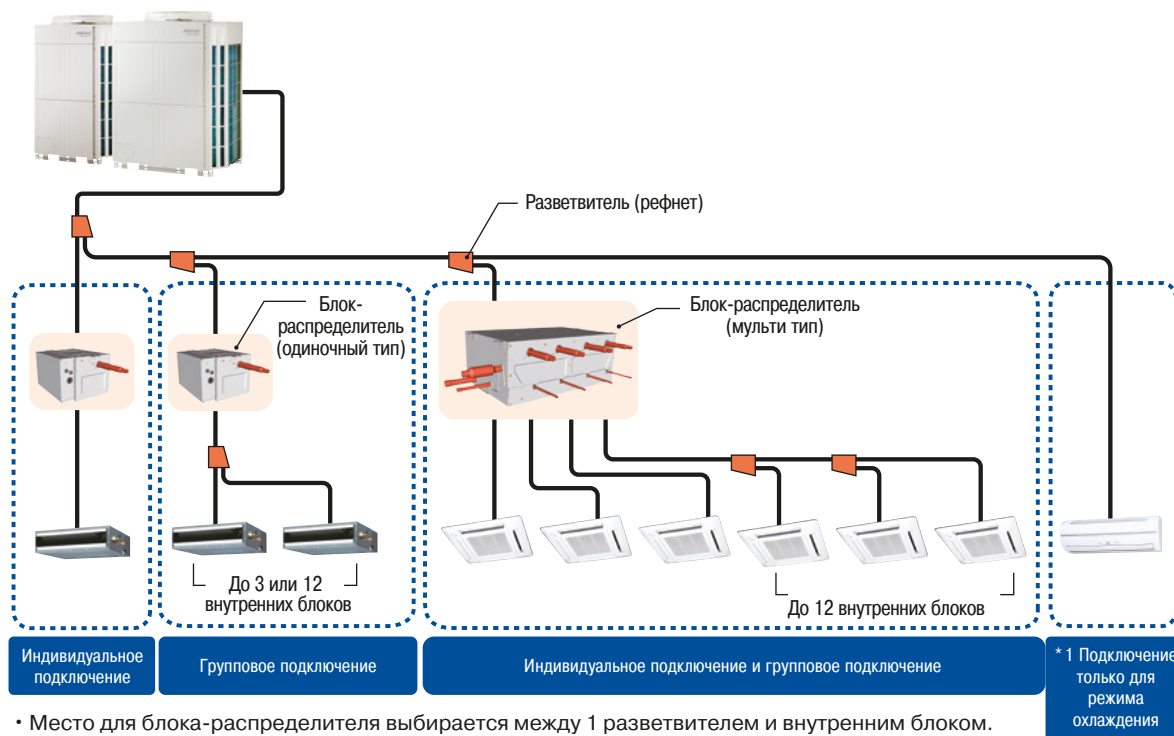 Разветвитель (рефнет)
Блок-
распределитель
(одиночный тип)
Блок-распределитель
(мульти тип)
До 3 или 12
внутренних блоков
До 12 внутренних блоков
Индивидуальное
подключение
Групповое подключение
Индивидуальное подключение и групповое подключение
* 1 Подключение
только для
режима
охлаждения
• Место для блока-распределителя выбирается между 1 разветвителем и внутренним блоком.